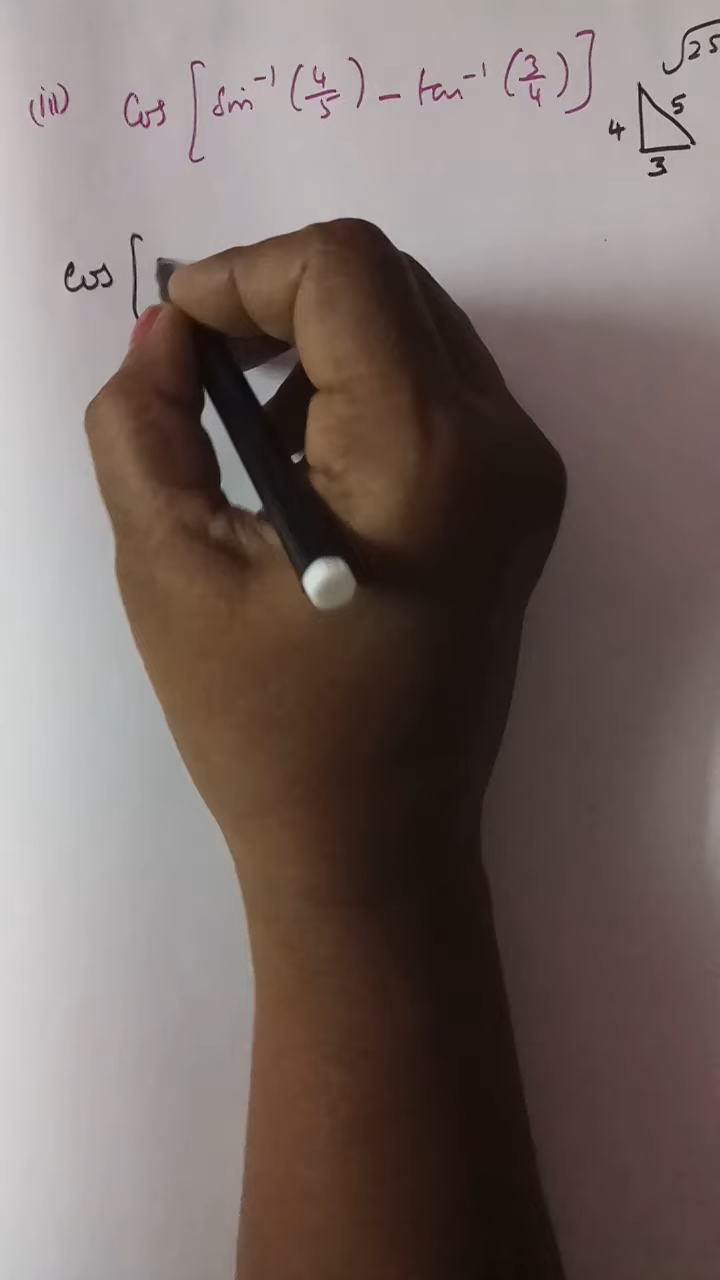 (iii) Cos [sin⁻¹(4/5) - tan⁻¹(3/4)]
√25
4 5
3
cos [